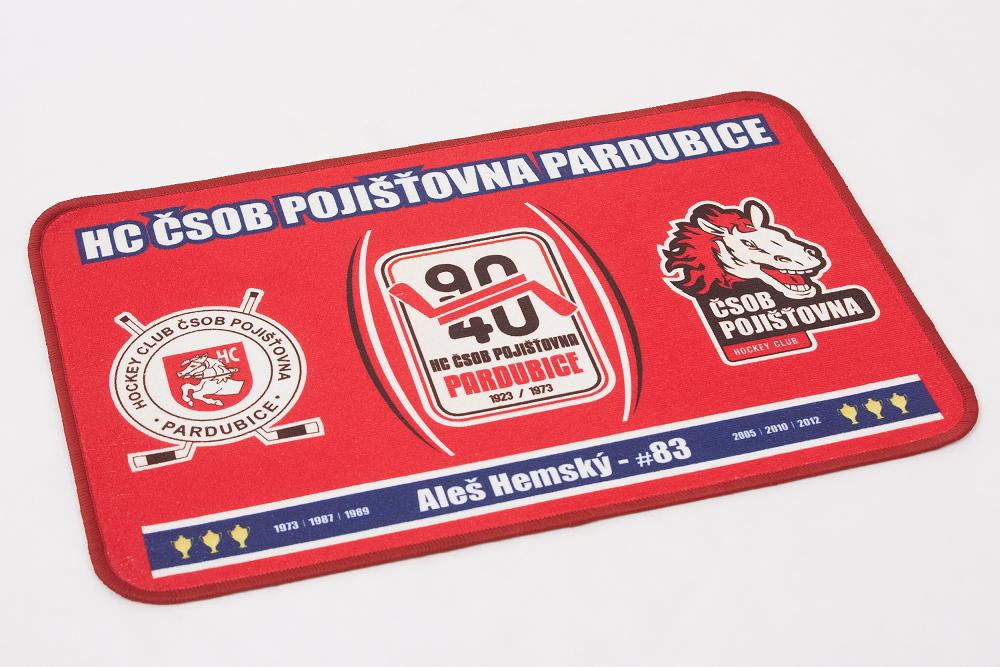 HC ČSOB POJIŠŤOVNA PARDUBICE
HOCKEY CLUB ČSOB POJIŠŤOVNA
HC
• PARDUBICE •
90
40
HC ČSOB POJIŠŤOVNA
PARDUBICE
1923 / 1973
ČSOB
POJIŠŤOVNA
HOCKEY CLUB
1973 | 1987 | 1989
Aleš Hemský - #83
2005 | 2010 | 2012